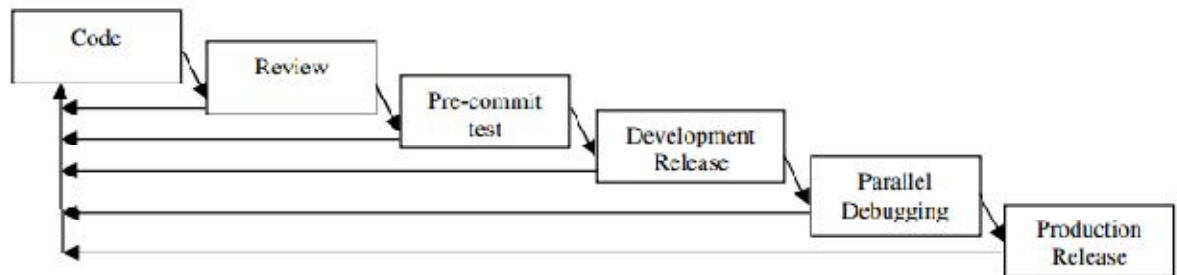 Code
Review
Pre-commit
test
Development
Release
Parallel
Debugging
Production
Release